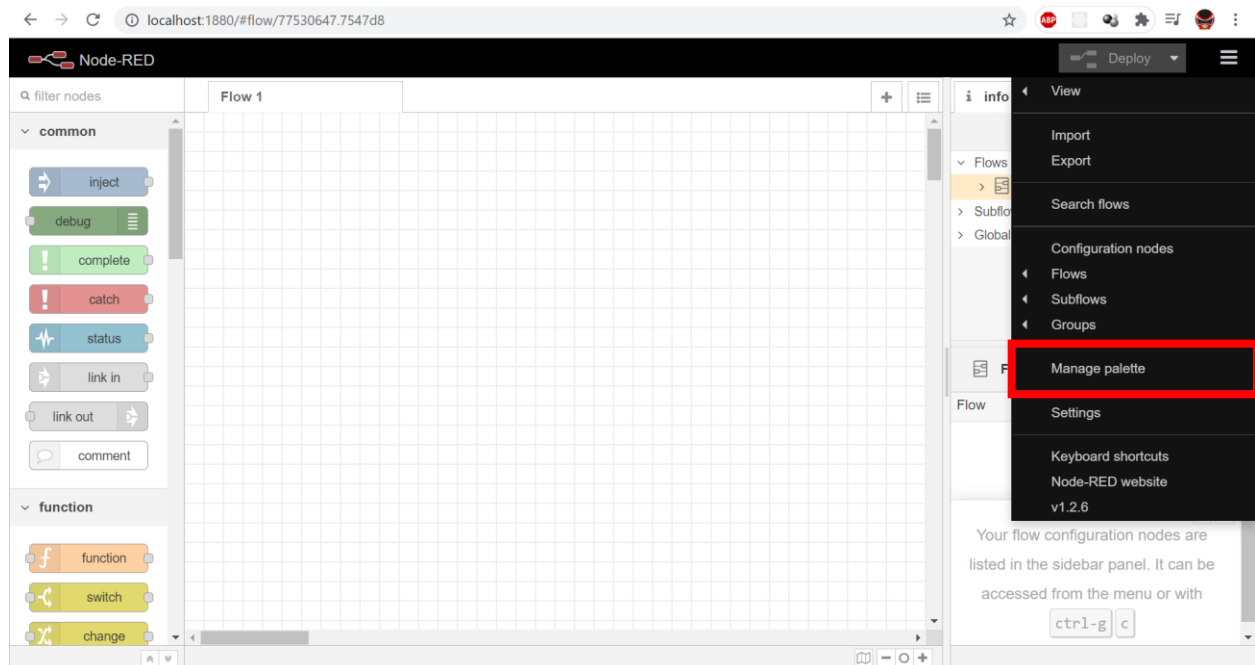 localhost:1880/#flow/77530647.7547d8
ABP
Node-RED
Deploy
filter nodes
Flow 1
info
common
inject
debug
complete
catch
status
link in
link out
comment
function
function
switch
change
Flows
Subflo
Global
F
Flow
View
Import
Export
Search flows
Configuration nodes
Flows
Subflows
Groups
Manage palette
Settings
Keyboard shortcuts
Node-RED website
v1.2.6
Your flow configuration nodes are
listed in the sidebar panel. It can be
accessed from the menu or with
ctrl-g c